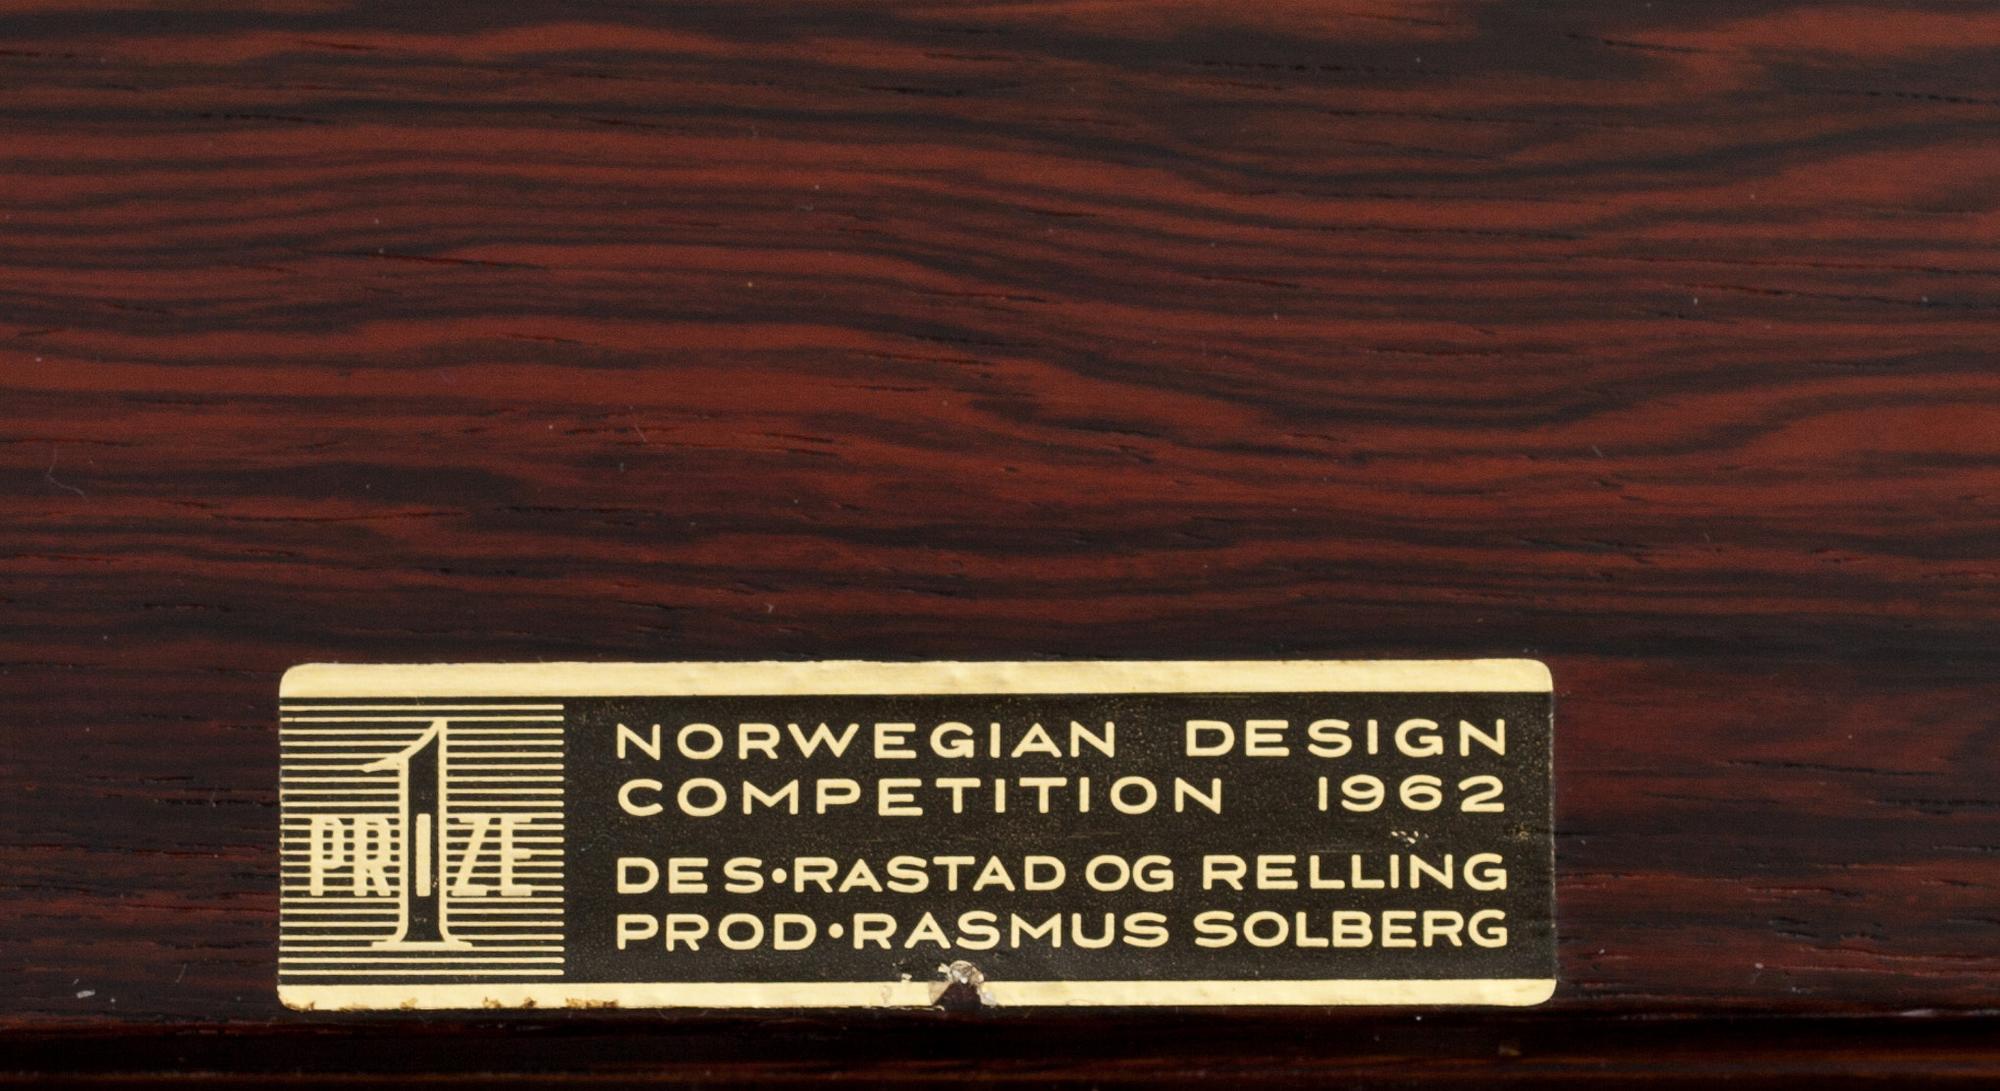 1
PRIZE
NORWEGIAN DESIGN
COMPETITION 1962
DES·RASTAD OG RELLING
PROD·RASMUS SOLBERG